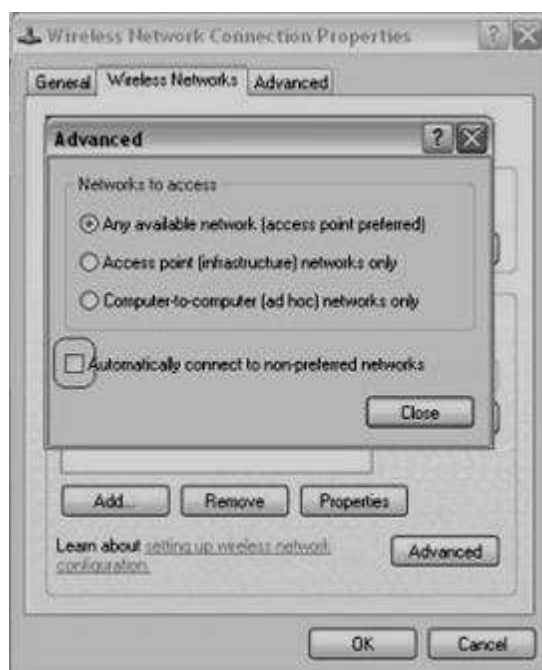 Wireless Network Connection Properties
General
Wireless Networks
Advanced
Advanced
Networks to access
Any available network (access point preferred)
Access point (infrastructure) networks only
Computer-to-computer (ad hoc) networks only
Automatically connect to non-preferred networks
Close
Add...
Remove
Properties
Learn about setting up wireless network
configuration.
Advanced
OK
Cancel